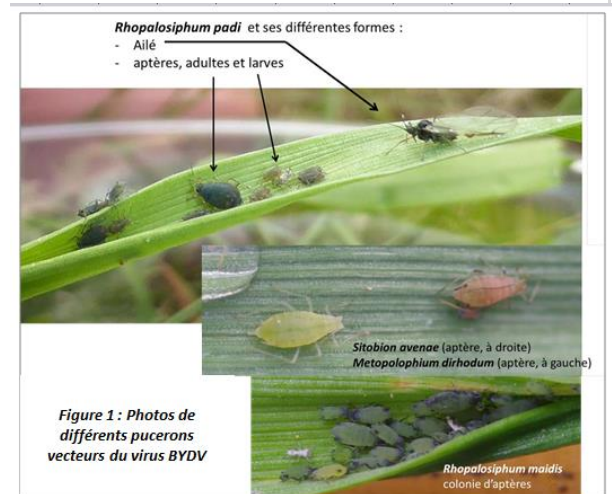 Rhopalosiphum padi et ses différentes formes :
- Ailé
- aptères, adultes et larves
Sitobion avenae (aptère, à droite)
Metopolophium dirhodum (aptère, à gauche)
Figure 1 : Photos de
différents pucerons
vecteurs du virus BYDV
Rhopalosiphum maidis
colonie d'aptères